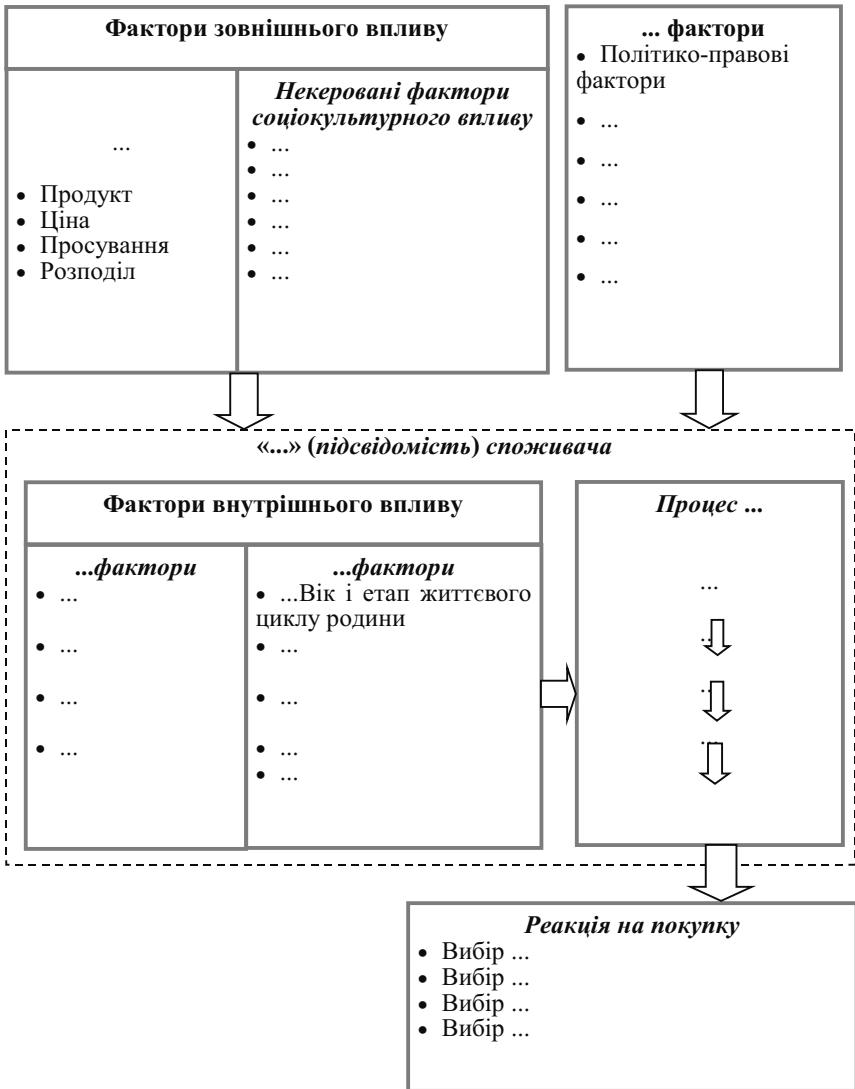 Фактори зовнішнього впливу
...
• Продукт
• Ціна
• Просування
• Розподіл
Некеровані фактори
соціокультурного впливу
• ...
• ...
• ...
• ...
• ...
• ...
... фактори
• Політико-правові
фактори
• ...
• ...
• ...
• ...
• ...
«...» (підсвідомість) споживача
Фактори внутрішнього впливу
...фактори
• ...
• ...
• ...
• ...
...фактори
• ...Вік і етап життєвого
циклу родини
• ...
• ...
• ...
• ...
Процес ...
...
...
...
...
Реакція на покупку
• Вибір ...
• Вибір ...
• Вибір ...
• Вибір ...